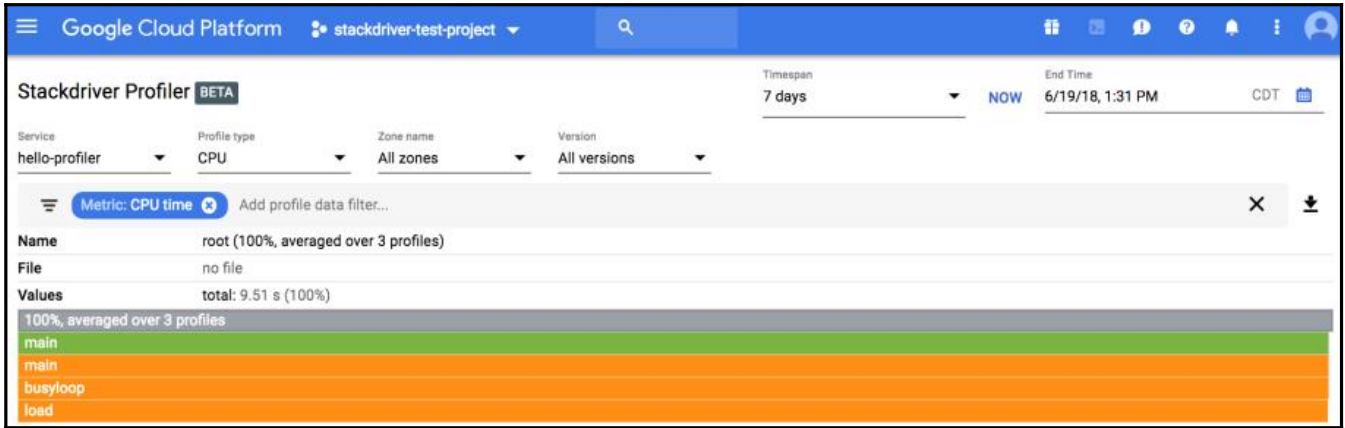 Google Cloud Platform stackdriver-test-project
Stackdriver Profiler BETA
Timespan
7 days
NOW
End Time
6/19/18, 1:31 PM CDT
Service
hello-profiler
Profile type
CPU
Zone name
All zones
Version
All versions
Metric: CPU time Add profile data filter...
Name root (100%, averaged over 3 profiles)
File no file
Values total: 9.51 s (100%)
100%, averaged over 3 profiles
main
main
busyloop
load